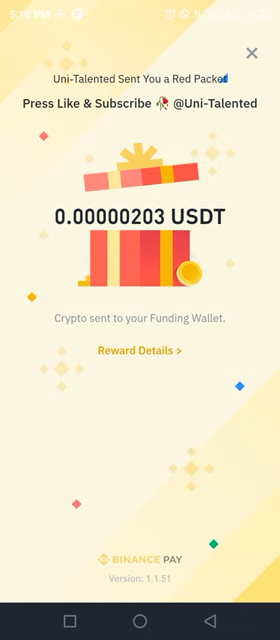 5:18 PM
Uni-Talented Sent You a Red Packet
Press Like & Subscribe 🥀 @Uni-Talented
0.00000203 USDT
Crypto sent to your Funding Wallet.
Reward Details >
BINANCE PAY
Version: 1.1.51